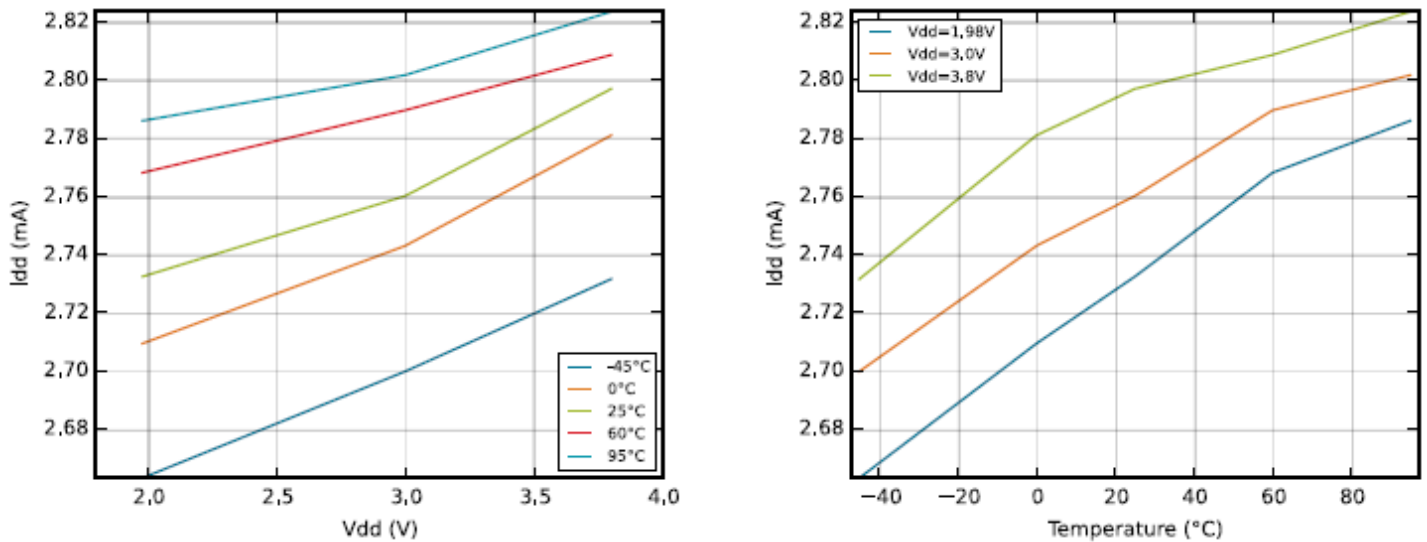 2.82
2.80
2.78
2.76
2.74
2.72
2.70
2.68
Idd (mA)
2.0
2.5
3.0
3.5
4.0
Vdd (V)
-45°C
0°C
25°C
60°C
95°C
2.82
2.80
2.78
2.76
2.74
2.72
2.70
2.68
Idd (mA)
−40
−20
0
20
40
60
80
Temperature (°C)
Vdd=1.98V
Vdd=3.0V
Vdd=3.8V